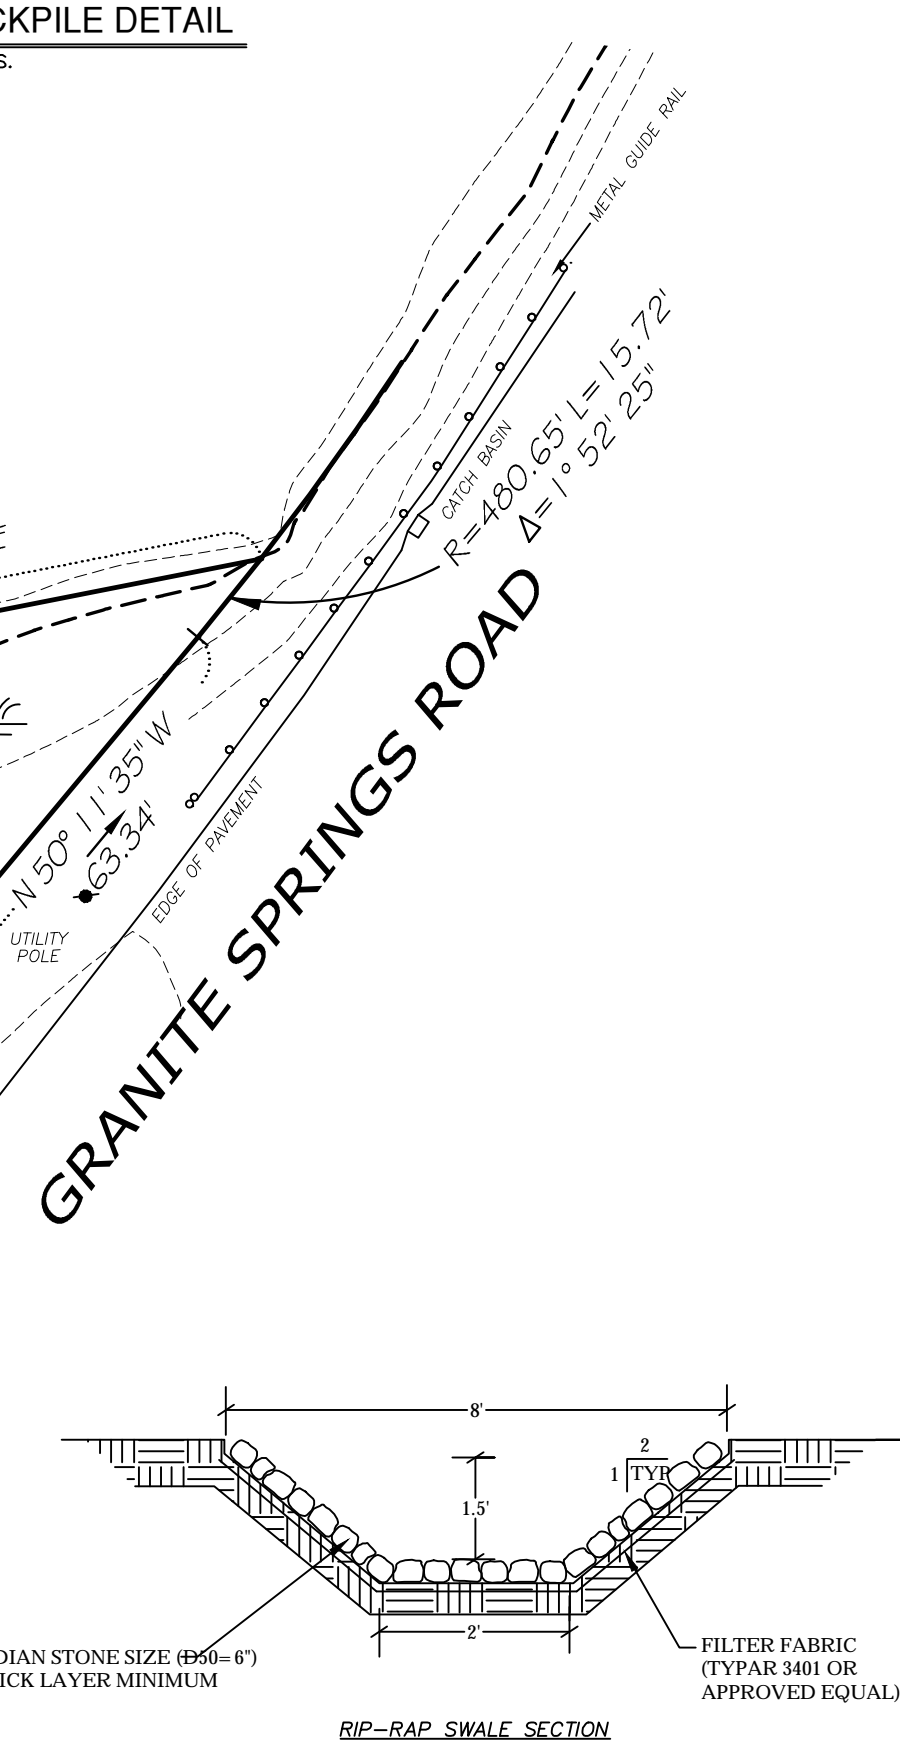 CKPILE DETAIL
S.
METAL GUIDE RAIL
R=480.65' L=15.72'
Δ=1° 52' 25"
CATCH BASIN
N 50° 11' 35" W
63.34'
EDGE OF PAVEMENT
UTILITY
POLE
GRANITE SPRINGS ROAD
8'
2
1 TYP
1.5'
2'
DIAN STONE SIZE (D50=6")
ICK LAYER MINIMUM
FILTER FABRIC
(TYPAR 3401 OR
APPROVED EQUAL)
RIP-RAP SWALE SECTION